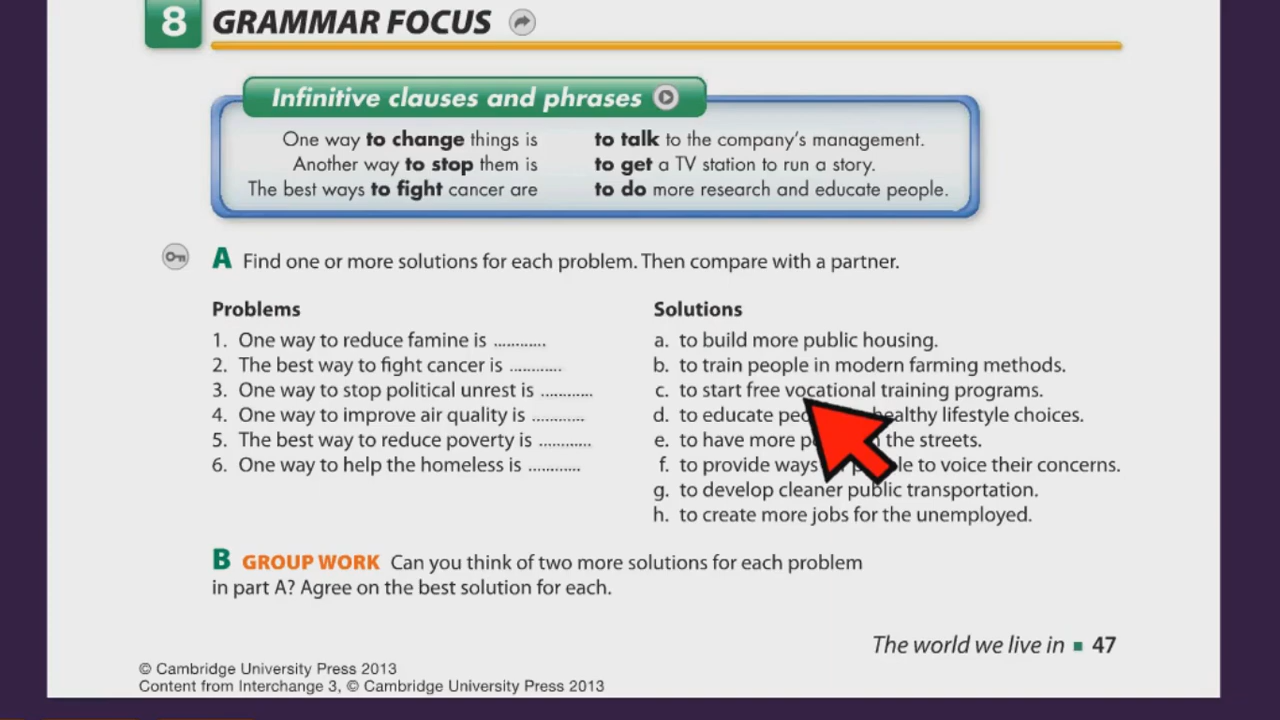 8 GRAMMAR FOCUS
Infinitive clauses and phrases
One way to change things is to talk to the company's management.
Another way to stop them is to get a TV station to run a story.
The best ways to fight cancer are to do more research and educate people.
A Find one or more solutions for each problem. Then compare with a partner.
Problems
1. One way to reduce famine is ............
2. The best way to fight cancer is ............
3. One way to stop political unrest is ............
4. One way to improve air quality is ............
5. The best way to reduce poverty is ............
6. One way to help the homeless is ............
Solutions
a. to build more public housing.
b. to train people in modern farming methods.
c. to start free vocational training programs.
d. to educate healthy lifestyle choices.
e. to have more the streets.
f. to provide ways to voice their concerns.
g. to develop cleaner public transportation.
h. to create more jobs for the unemployed.
B GROUP WORK Can you think of two more solutions for each problem
in part A? Agree on the best solution for each.
The world we live in ▪ 47
© Cambridge University Press 2013
Content from Interchange 3, © Cambridge University Press 2013